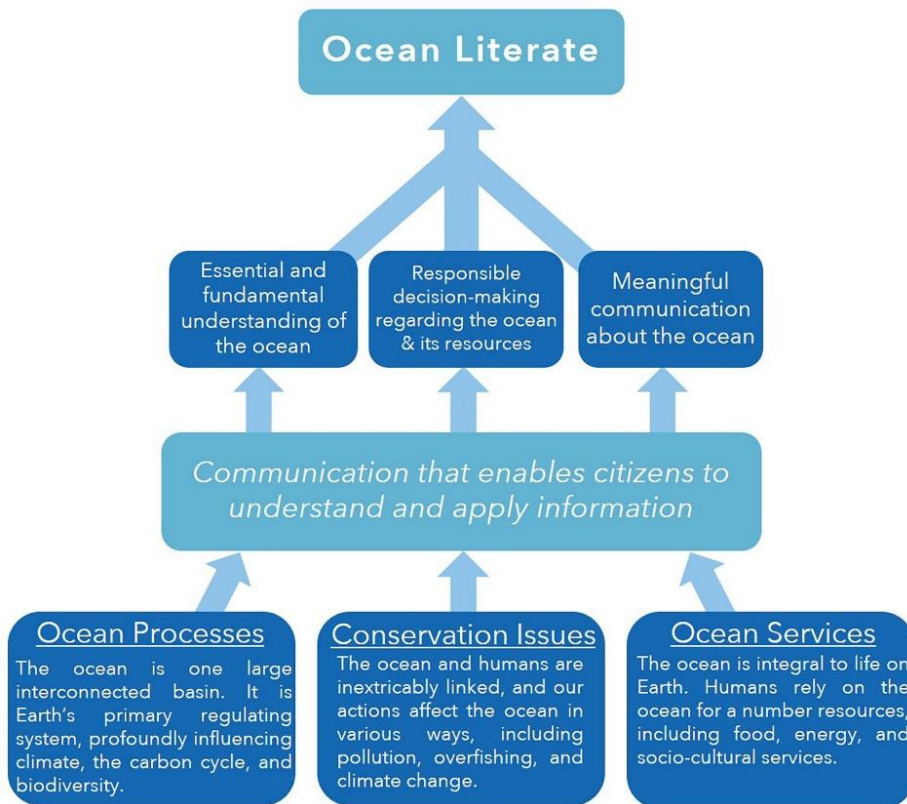 Ocean Literate
Essential and
fundamental
understanding of
the ocean
Responsible
decision-making
regarding the ocean
& its resources
Meaningful
communication
about the ocean
Communication that enables citizens to
understand and apply information
Ocean Processes
The ocean is one large
interconnected basin. It is
Earth's primary regulating
system, profoundly influencing
climate, the carbon cycle, and
biodiversity.
Conservation Issues
The ocean and humans are
inextricably linked, and our
actions affect the ocean in
various ways, including
pollution, overfishing, and
climate change.
Ocean Services
The ocean is integral to life on
Earth. Humans rely on the
ocean for a number resources,
including food, energy, and
socio-cultural services.